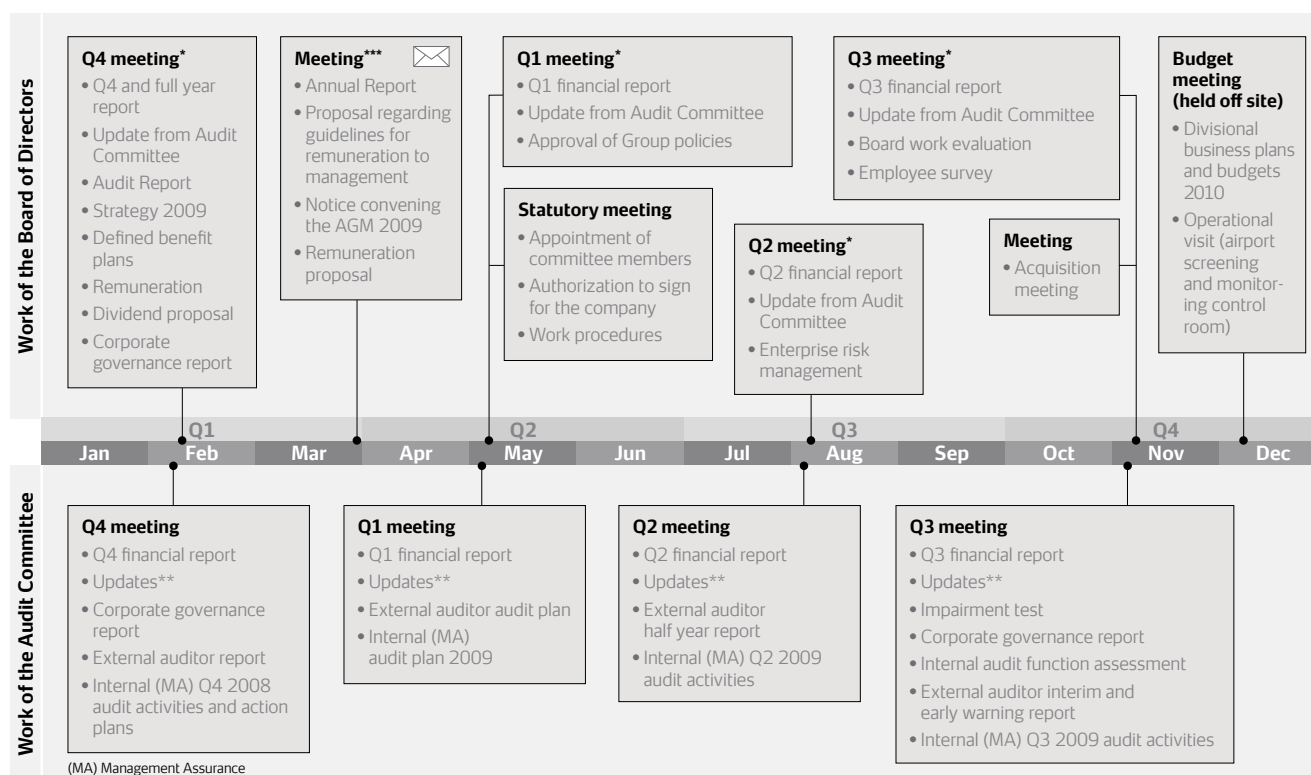 Work of the Board of Directors
Q4 meeting*
• Q4 and full year
report
• Update from Audit
Committee
• Audit Report
• Strategy 2009
• Defined benefit
plans
• Remuneration
• Dividend proposal
• Corporate
governance report
Meeting***
• Annual Report
• Proposal regarding
guidelines for
remuneration to
management
• Notice convening
the AGM 2009
• Remuneration
proposal
Q1 meeting*
• Q1 financial report
• Update from Audit Committee
• Approval of Group policies
Statutory meeting
• Appointment of
committee members
• Authorization to sign
for the company
• Work procedures
Q2 meeting*
• Q2 financial report
• Update from Audit
Committee
• Enterprise risk
management
Q3 meeting*
• Q3 financial report
• Update from Audit Committee
• Board work evaluation
• Employee survey
Meeting
• Acquisition
meeting
Budget
meeting
(held off site)
• Divisional
business plans
and budgets
2010
• Operational
visit (airport
screening
and monitor-
ing control
room)
Q1 Q2 Q3 Q4
Jan Feb Mar Apr May Jun Jul Aug Sep Oct Nov Dec
Work of the Audit Committee
Q4 meeting
• Q4 financial report
• Updates**
• Corporate governance
report
• External auditor report
• Internal (MA) Q4 2008
audit activities and action
plans
Q1 meeting
• Q1 financial report
• Updates**
• External auditor audit plan
• Internal (MA)
audit plan 2009
Q2 meeting
• Q2 financial report
• Updates**
• External auditor
half year report
• Internal (MA) Q2 2009
audit activities
Q3 meeting
• Q3 financial report
• Updates**
• Impairment test
• Corporate governance report
• Internal audit function assessment
• External auditor interim and
early warning report
• Internal (MA) Q3 2009 audit activities
(MA) Management Assurance